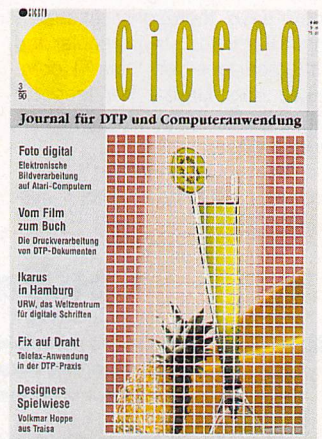 cicero
cicero
3
90
Journal für DTP und Computeranwendung
Foto digital
Elektronische
Bildverarbeitung
auf Atari-Computern
Vom Film
zum Buch
Die Druckverarbeitung
von DTP-Dokumenten
Ikarus
in Hamburg
URW, das Weltzentrum
für digitale Schriften
Fix auf Draht
Telefax-Anwendung
in der DTP-Praxis
Designers
Spielwiese
Volkmar Hoppe
aus Traisa